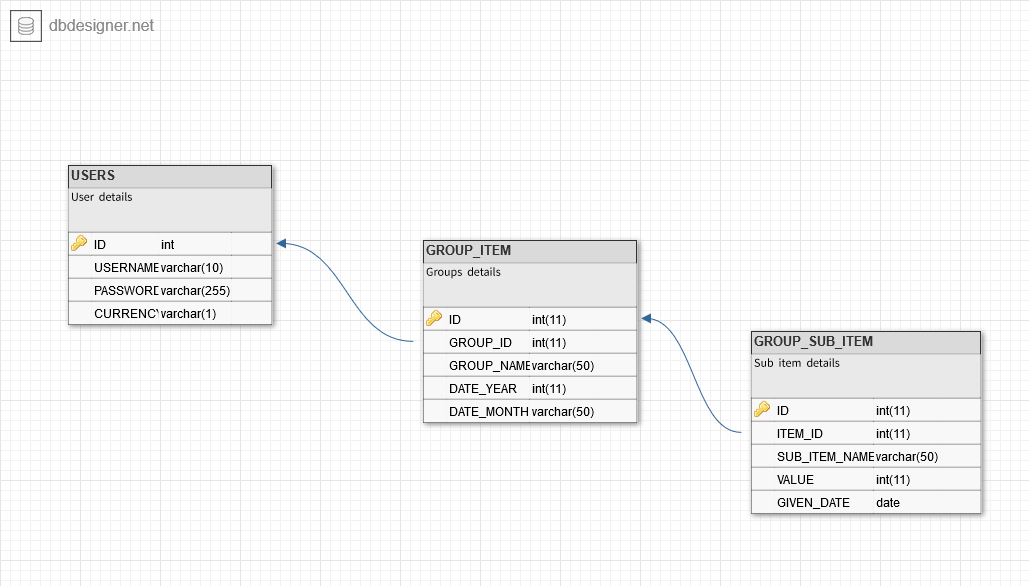 dbdesigner.net
USERS
User details
ID int
USERNAME varchar(10)
PASSWORD varchar(255)
CURRENCY varchar(1)
GROUP_ITEM
Groups details
ID int(11)
GROUP_ID int(11)
GROUP_NAME varchar(50)
DATE_YEAR int(11)
DATE_MONTH varchar(50)
GROUP_SUB_ITEM
Sub item details
ID int(11)
ITEM_ID int(11)
SUB_ITEM_NAME varchar(50)
VALUE int(11)
GIVEN_DATE date